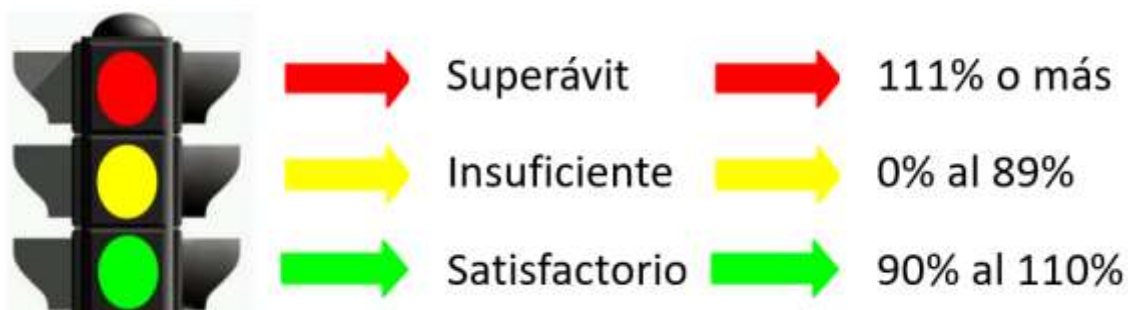 Superávit 111% o más
Insuficiente 0% al 89%
Satisfactorio 90% al 110%